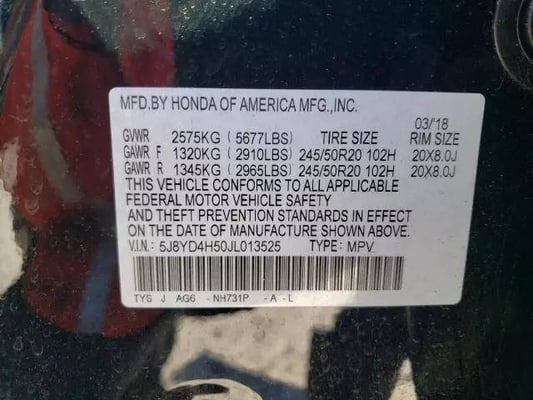 MFD.BY HONDA OF AMERICA MFG.,INC.
03/'18
GVWR 2575KG (5677LBS) TIRE SIZE RIM SIZE
GAWR F 1320KG (2910LBS) 245/50R20 102H 20X8.0J
GAWR R 1345KG (2965LBS) 245/50R20 102H 20X8.0J
THIS VEHICLE CONFORMS TO ALL APPLICABLE
FEDERAL MOTOR VEHICLE SAFETY
AND THEFT PREVENTION STANDARDS IN EFFECT
ON THE DATE OF MANUFACTURE SHOWN ABOVE.
V.I.N.: 5J8YD4H50JL013525 TYPE: MPV
TYS J AG6 -NH731P -A-L